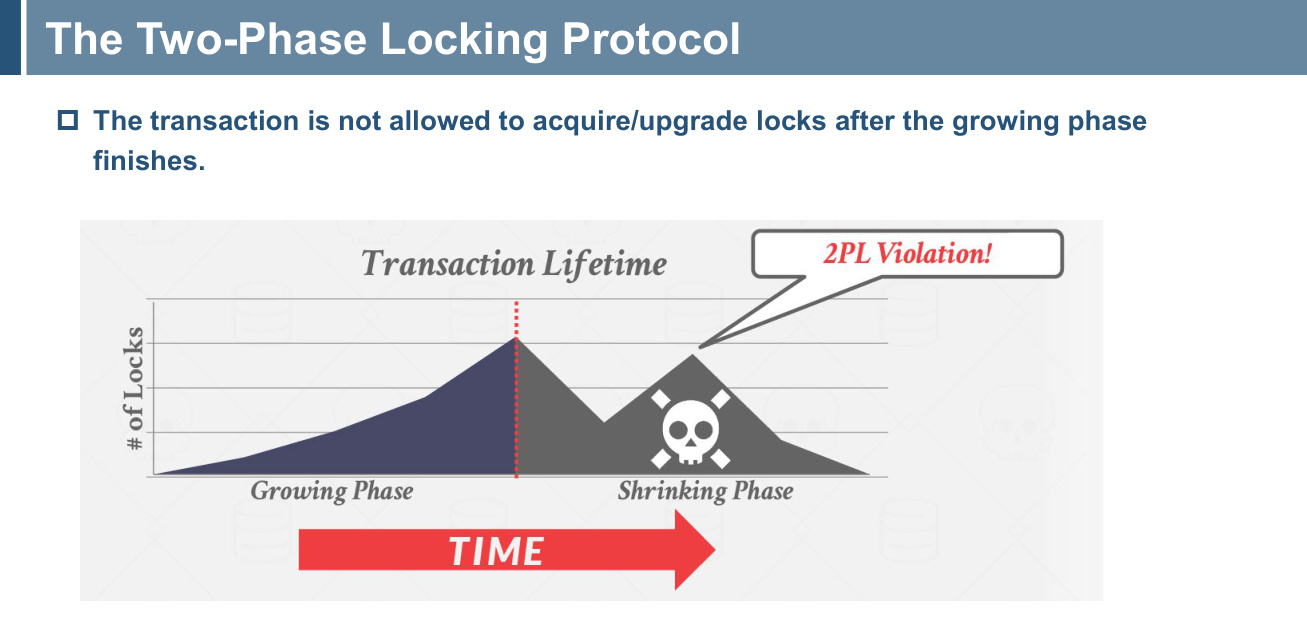 The Two-Phase Locking Protocol
The transaction is not allowed to acquire/upgrade locks after the growing phase
finishes.
Transaction Lifetime
2PL Violation!
# of Locks
Growing Phase
Shrinking Phase
TIME